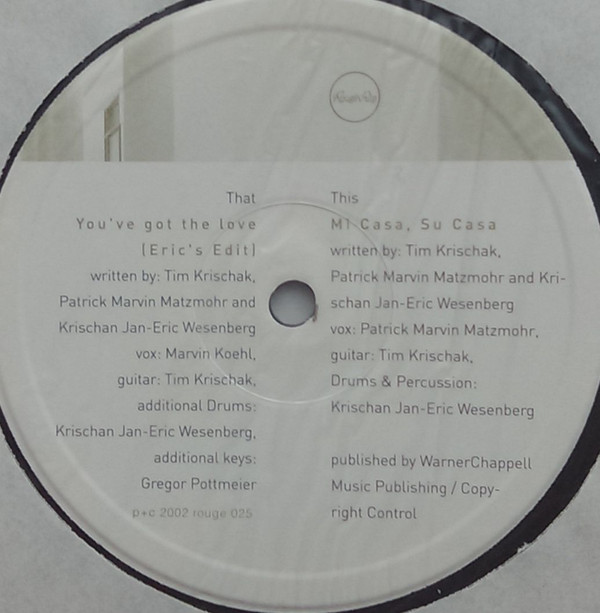 That
You've got the love
(Eric's Edit)
written by: Tim Krischak,
Patrick Marvin Matzmohr and
Krischan Jan-Eric Wesenberg
vox: Marvin Koehl,
guitar: Tim Krischak,
additional Drums:
Krischan Jan-Eric Wesenberg,
additional keys:
Gregor Pottmeier
p+c 2002 rouge 025
This
Mi Casa, Su Casa
written by: Tim Krischak,
Patrick Marvin Matzmohr and Kri-
schan Jan-Eric Wesenberg
vox: Patrick Marvin Matzmohr,
guitar: Tim Krischak,
Drums & Percussion:
Krischan Jan-Eric Wesenberg
published by WarnerChappell
Music Publishing / Copy-
right Control